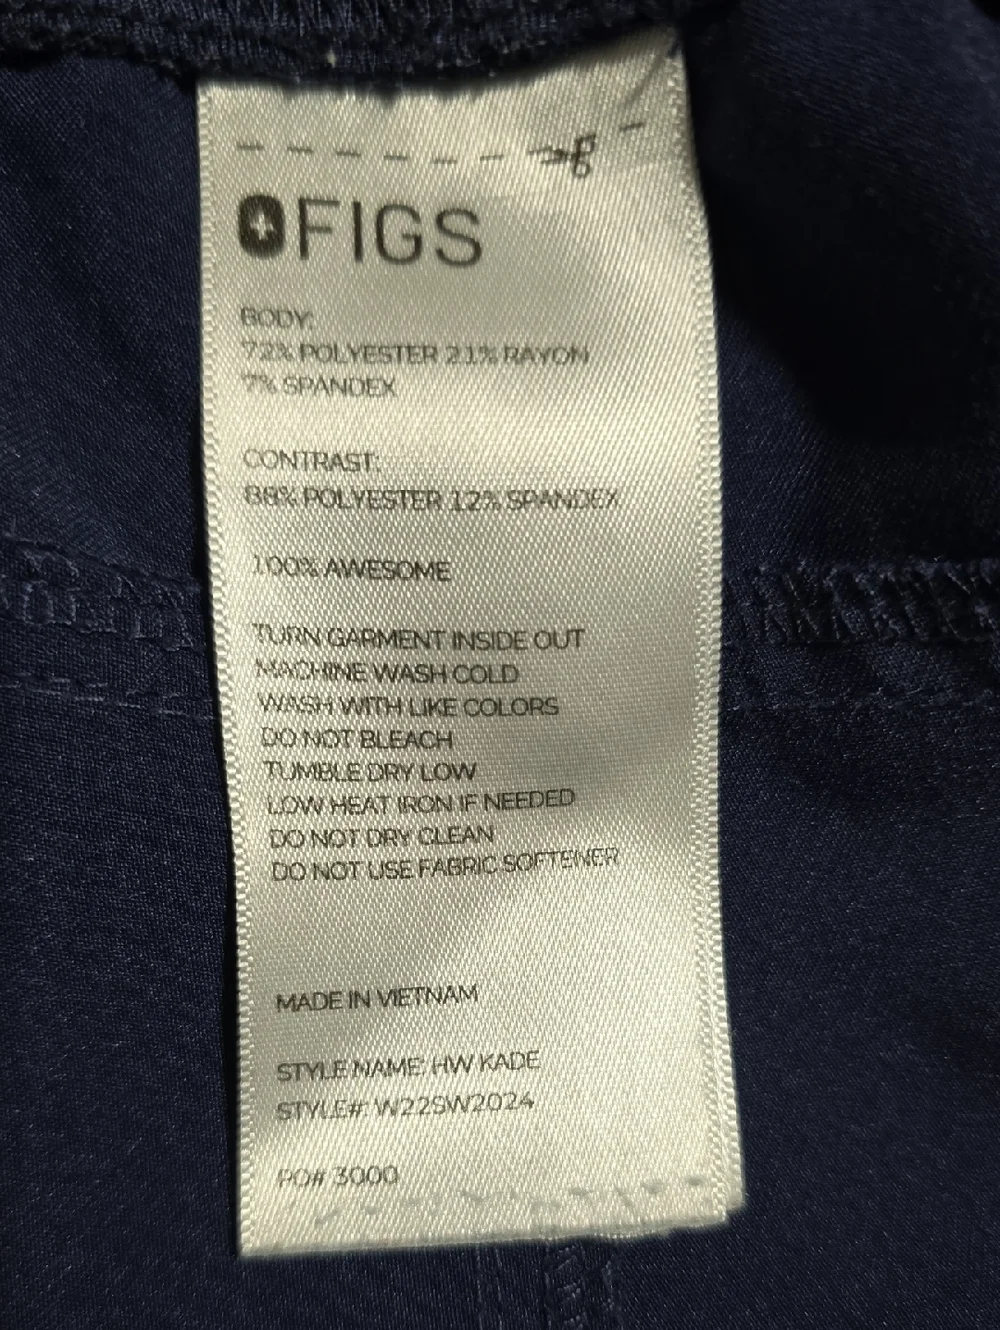 FIGS
BODY:
72% POLYESTER 21% RAYON
7% SPANDEX
CONTRAST:
88% POLYESTER 12% SPANDEX
100% AWESOME
TURN GARMENT INSIDE OUT
MACHINE WASH COLD
WASH WITH LIKE COLORS
DO NOT BLEACH
TUMBLE DRY LOW
LOW HEAT IRON IF NEEDED
DO NOT DRY CLEAN
DO NOT USE FABRIC SOFTENER
MADE IN VIETNAM
STYLE NAME: HW KADE
STYLE#: W22SW2024
PO# 3000